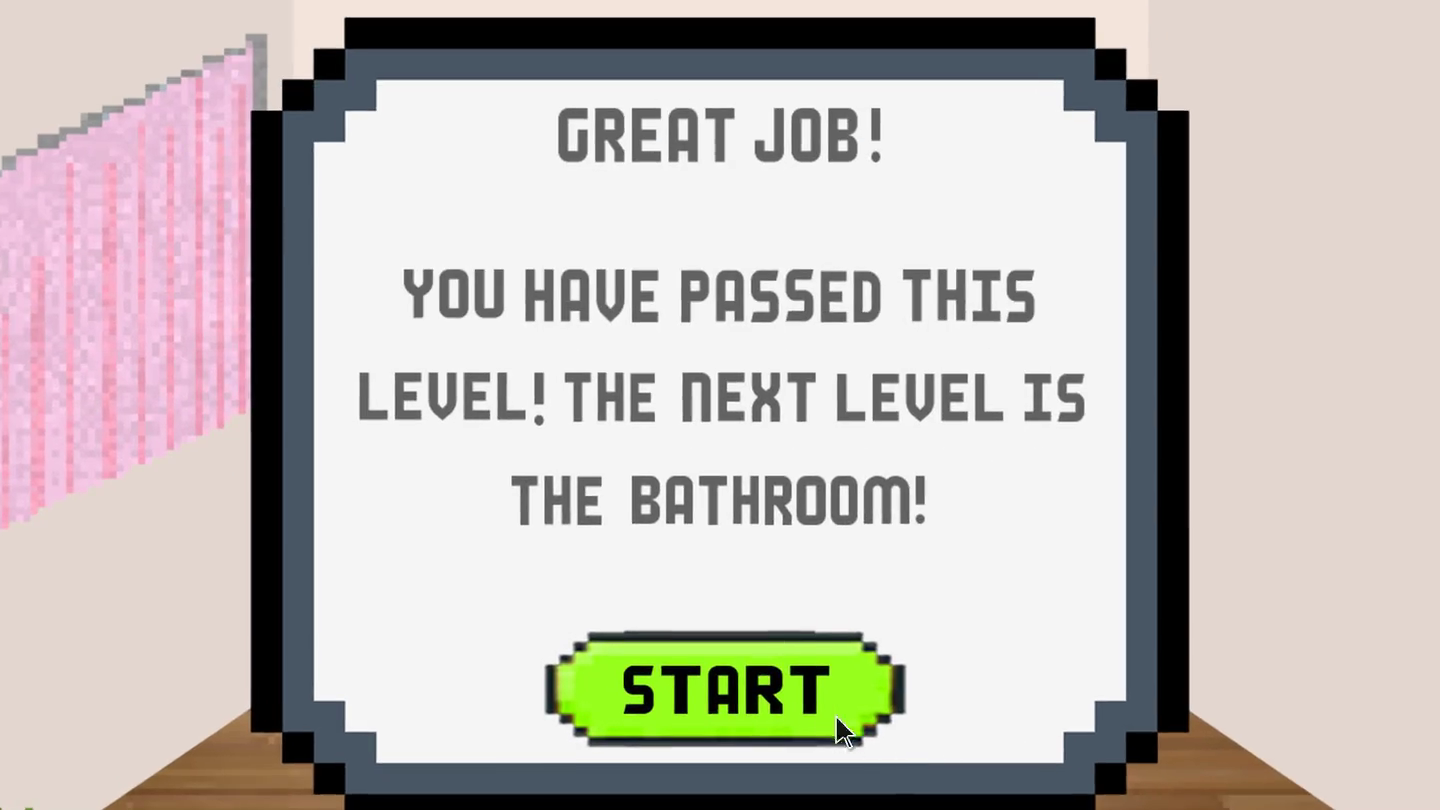 GREAT JOB!
YOU HAVE PASSED THIS
LEVEL! THE NEXT LEVEL IS
THE BATHROOM!
START